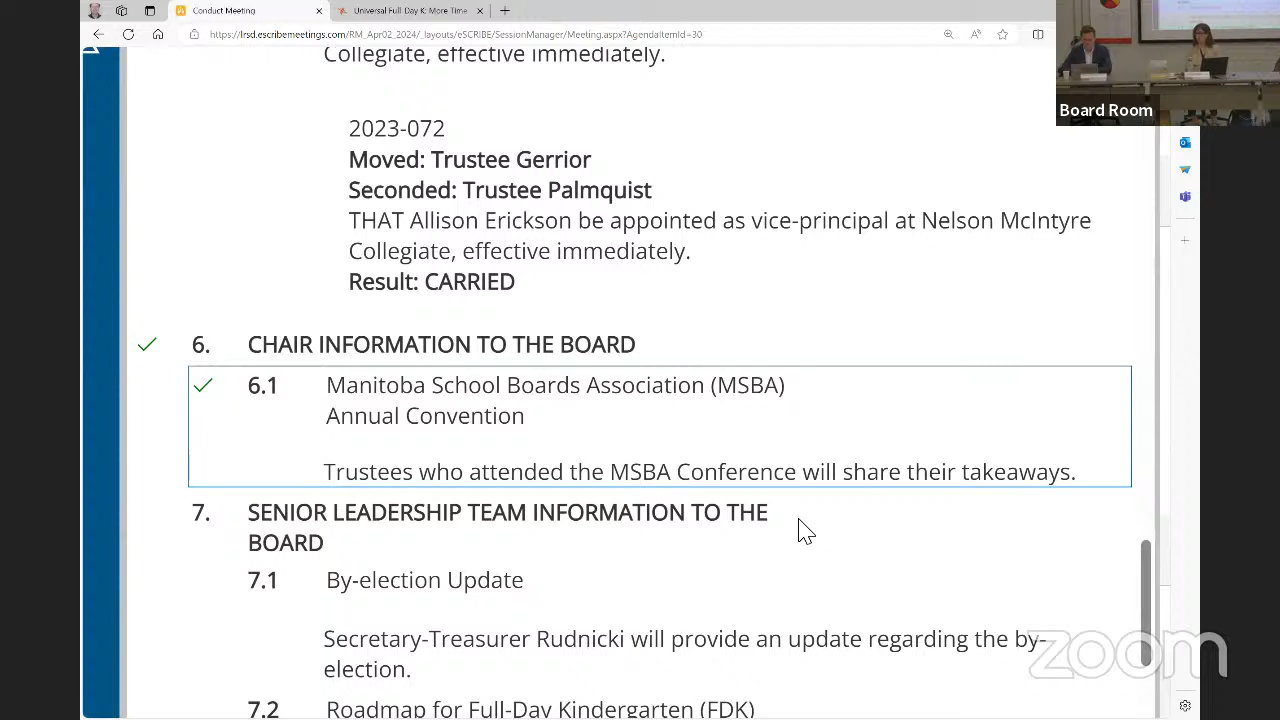 Conduct Meeting
Universal Full-Day K: More Time
https://lrsd.escribemeetings.com/RM_Apr02_2024/_layouts/eSCRIBE/SessionManager/Meeting.aspx?AgendaItemId=30
Collegiate, effective immediately.
Board Room
2023-072
Moved: Trustee Gerrior
Seconded: Trustee Palmquist
THAT Allison Erickson be appointed as vice-principal at Nelson McIntyre
Collegiate, effective immediately.
Result: CARRIED
6. CHAIR INFORMATION TO THE BOARD
6.1 Manitoba School Boards Association (MSBA)
Annual Convention
Trustees who attended the MSBA Conference will share their takeaways.
7. SENIOR LEADERSHIP TEAM INFORMATION TO THE
BOARD
7.1 By-election Update
Secretary-Treasurer Rudnicki will provide an update regarding the by-
election.
zoom
7.2 Roadmap for Full-Day Kindergarten (FDK)